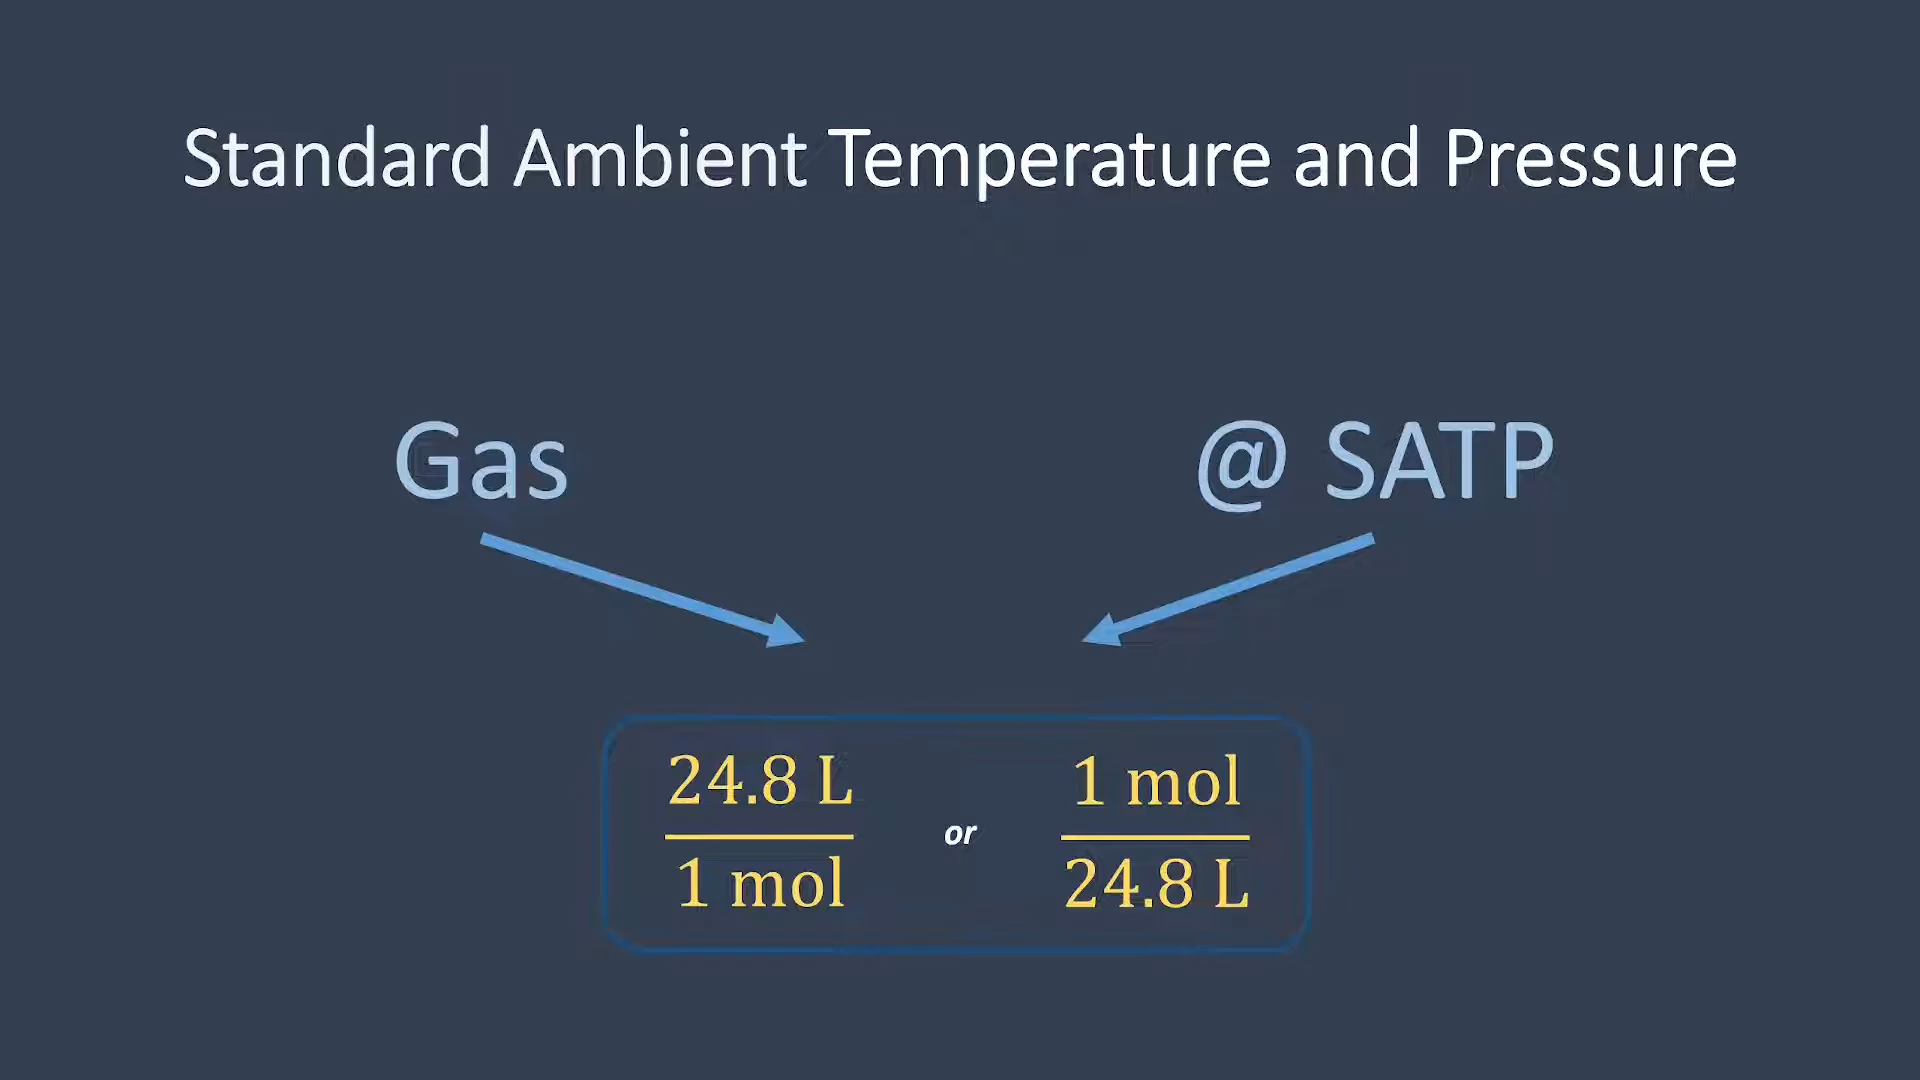 Standard Ambient Temperature and Pressure
Gas
@ SATP
24.8 L
1 mol
or
1 mol
24.8 L